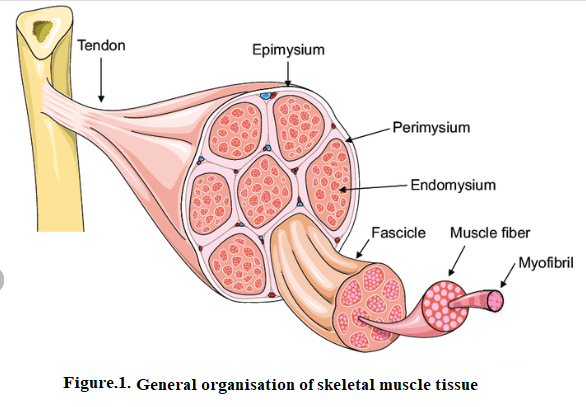 Tendon
Epimysium
Perimysium
Endomysium
Fascicle
Muscle fiber
Myofibril
Figure.1. General organisation of skeletal muscle tissue